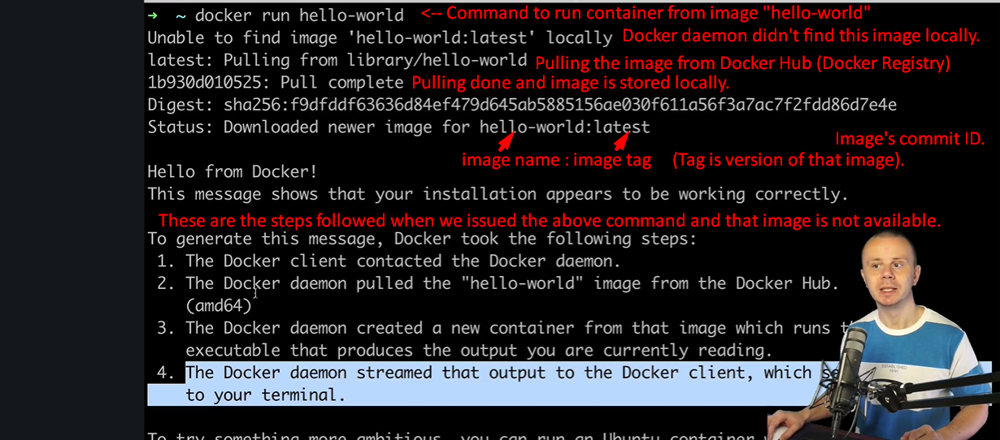 → ~ docker run hello-world <-- Command to run container from image "hello-world"
Unable to find image 'hello-world:latest' locally Docker daemon didn't find this image locally.
latest: Pulling from library/hello-world Pulling the image from Docker Hub (Docker Registry)
1b930d010525: Pull complete Pulling done and image is stored locally.
Digest: sha256:f9dfddf63636d84ef479d645ab5885156ae030f611a56f3a7ac7f2fdd86d7e4e
Status: Downloaded newer image for hello-world:latest
Image's commit ID.
image name : image tag (Tag is version of that image).
Hello from Docker!
This message shows that your installation appears to be working correctly.
These are the steps followed when we issued the above command and that image is not available.
To generate this message, Docker took the following steps:
1. The Docker client contacted the Docker daemon.
2. The Docker daemon pulled the "hello-world" image from the Docker Hub.
(amd64)
3. The Docker daemon created a new container from that image which runs
executable that produces the output you are currently reading.
4. The Docker daemon streamed that output to the Docker client, which
to your terminal.
To try something more ambitious, you can run an Ubuntu container
ESTABLISHED
1951